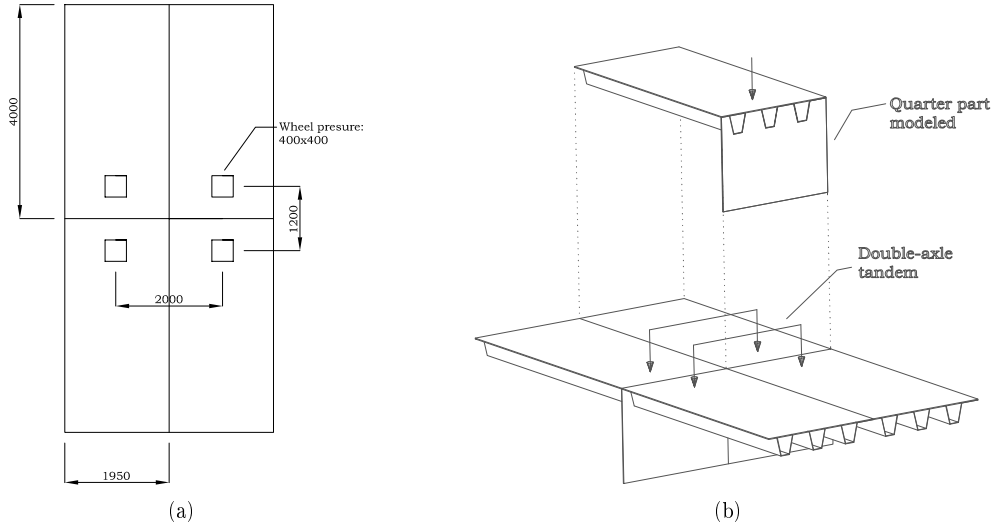 4000
Wheel presure:
400x400
1200
2000
1950
(a)
Quarter part
modeled
Double-axle
tandem
(b)